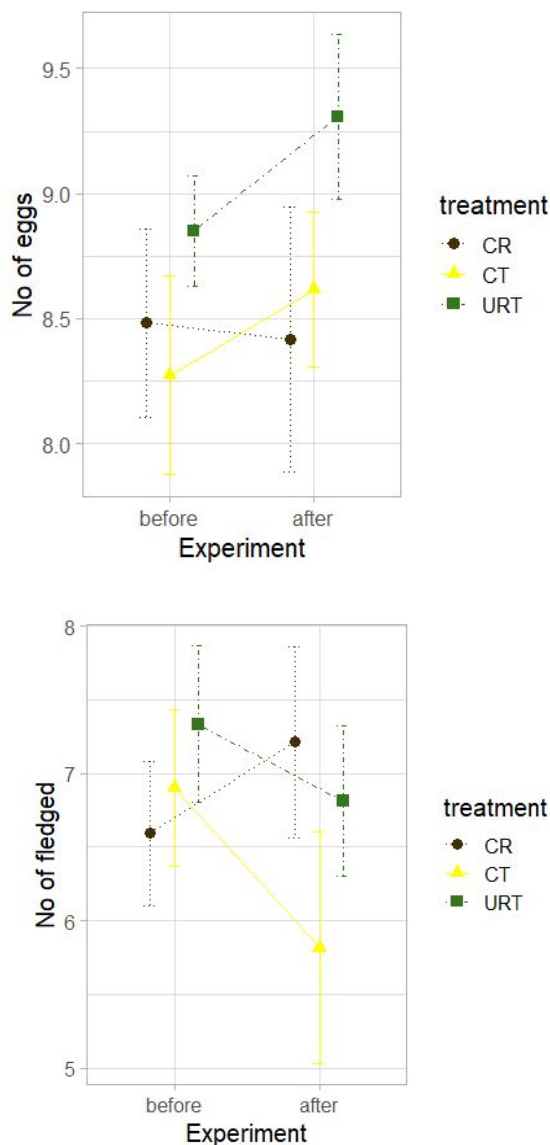 9.5
9.0
8.5
8.0
No of eggs
before after
Experiment
treatment
CR
CT
URT
8
7
6
5
No of fledged
before after
Experiment
treatment
CR
CT
URT